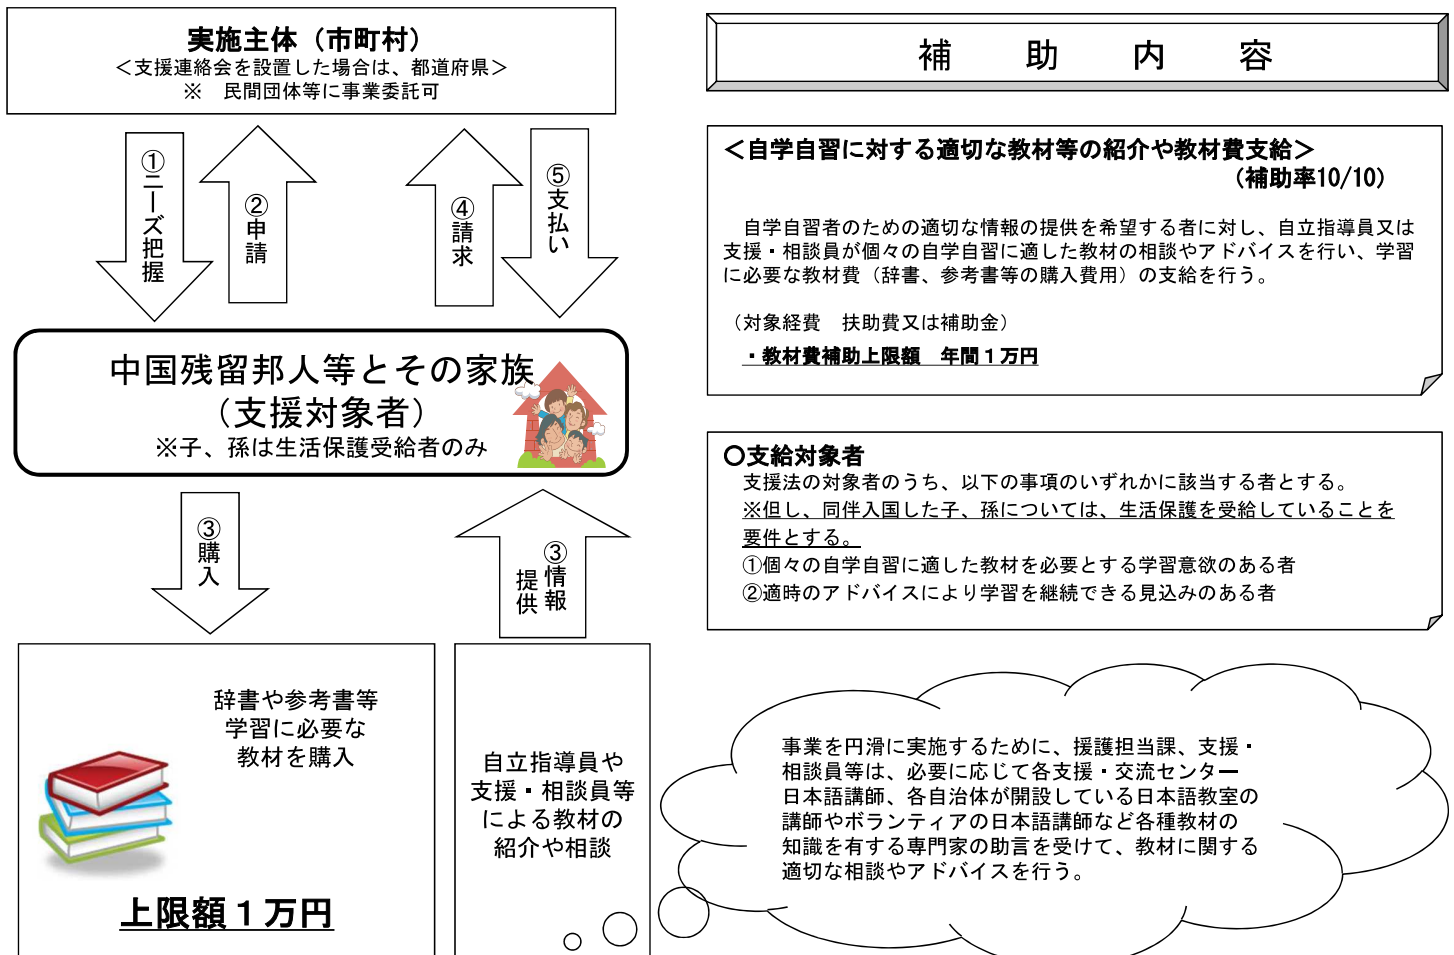 実施主体（市町村）
＜支援連絡会を設置した場合は、都道府県＞
※　民間団体等に事業委託可
①ニーズ把握
②申請
④請求
⑤支払い
中国残留邦人等とその家族
（支援対象者）
※子、孫は生活保護受給者のみ
③購入
③情報
提供
辞書や参考書等
学習に必要な
教材を購入
上限額１万円
自立指導員や
支援・相談員等
による教材の
紹介や相談
補　助　内　容
＜自学自習に対する適切な教材等の紹介や教材費支給＞
（補助率10/10）
自学自習者のための適切な情報の提供を希望する者に対し、自立指導員又は
支援・相談員が個々の自学自習に適した教材の相談やアドバイスを行い、学習
に必要な教材費（辞書、参考書等の購入費用）の支給を行う。
（対象経費　扶助費又は補助金）
・教材費補助上限額　年間１万円
○支給対象者
支援法の対象者のうち、以下の事項のいずれかに該当する者とする。
※但し、同伴入国した子、孫については、生活保護を受給していることを
要件とする。
①個々の自学自習に適した教材を必要とする学習意欲のある者
②適時のアドバイスにより学習を継続できる見込みのある者
事業を円滑に実施するために、援護担当課、支援・
相談員等は、必要に応じて各支援・交流センター
日本語講師、各自治体が開設している日本語教室の
講師やボランティアの日本語講師など各種教材の
知識を有する専門家の助言を受けて、教材に関する
適切な相談やアドバイスを行う。